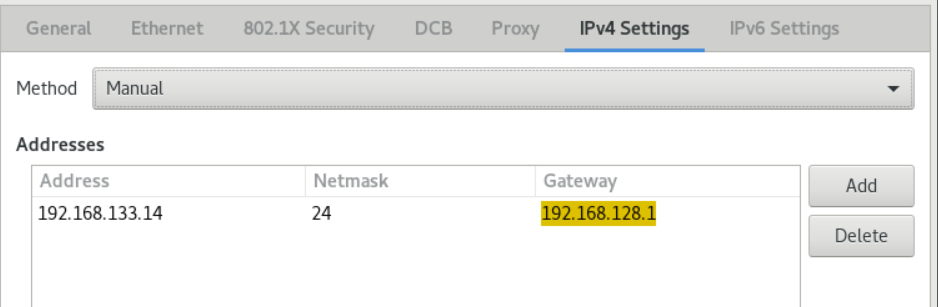 General Ethernet 802.1X Security DCB Proxy IPv4 Settings IPv6 Settings
Method Manual
Addresses
Address Netmask Gateway
Add
192.168.133.14 24 192.168.128.1
Delete